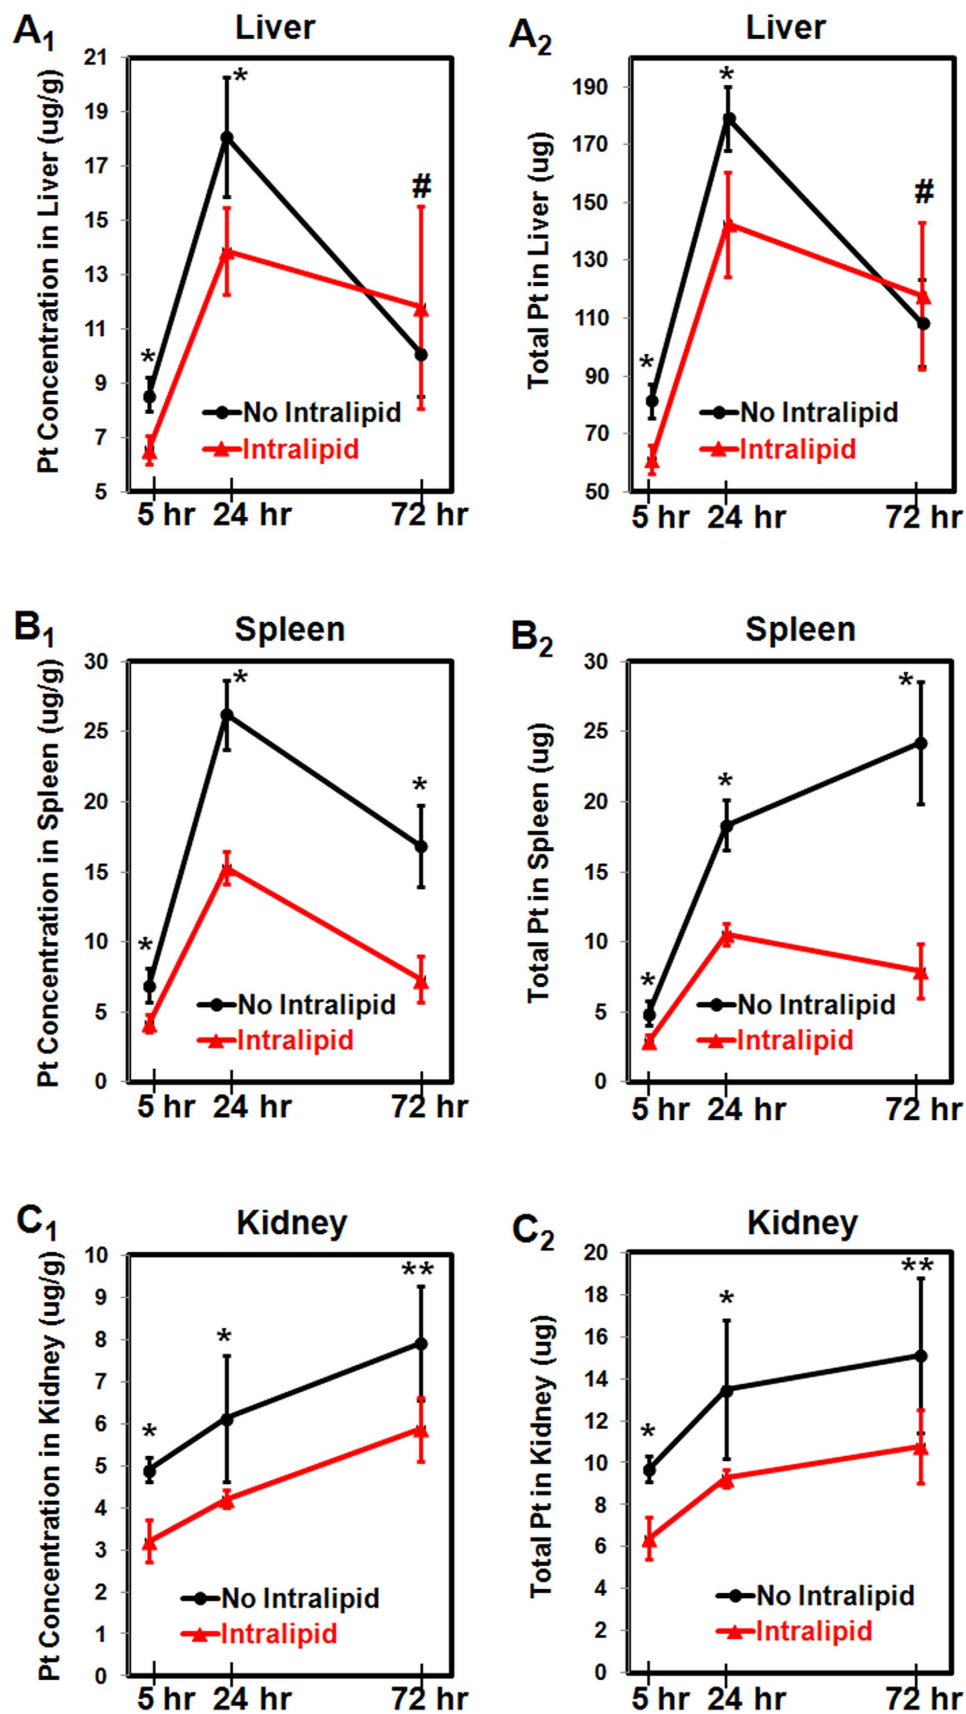 A1 Liver
Pt Concentration in Liver (ug/g)
21
19
17
15
13
11
9
7
5
*
*
#
No Intralipid
Intralipid
5 hr 24 hr 72 hr
A2 Liver
Total Pt in Liver (ug)
190
170
150
130
110
90
70
50
*
*
#
No Intralipid
Intralipid
5 hr 24 hr 72 hr
B1 Spleen
Pt Concentration in Spleen (ug/g)
30
25
20
15
10
5
0
*
*
*
No Intralipid
Intralipid
5 hr 24 hr 72 hr
B2 Spleen
Total Pt in Spleen (ug)
30
25
20
15
10
5
0
*
*
*
No Intralipid
Intralipid
5 hr 24 hr 72 hr
C1 Kidney
Pt Concentration in Kidney (ug/g)
10
9
8
7
6
5
4
3
2
1
0
*
*
**
No Intralipid
Intralipid
5 hr 24 hr 72 hr
C2 Kidney
Total Pt in Kidney (ug)
20
18
16
14
12
10
8
6
4
2
0
*
*
**
No Intralipid
Intralipid
5 hr 24 hr 72 hr